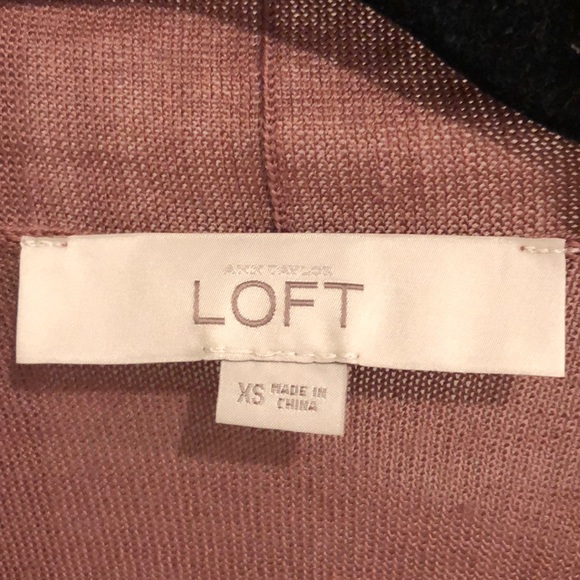 ANN TAYLOR
LOFT
XS MADE IN
CHINA